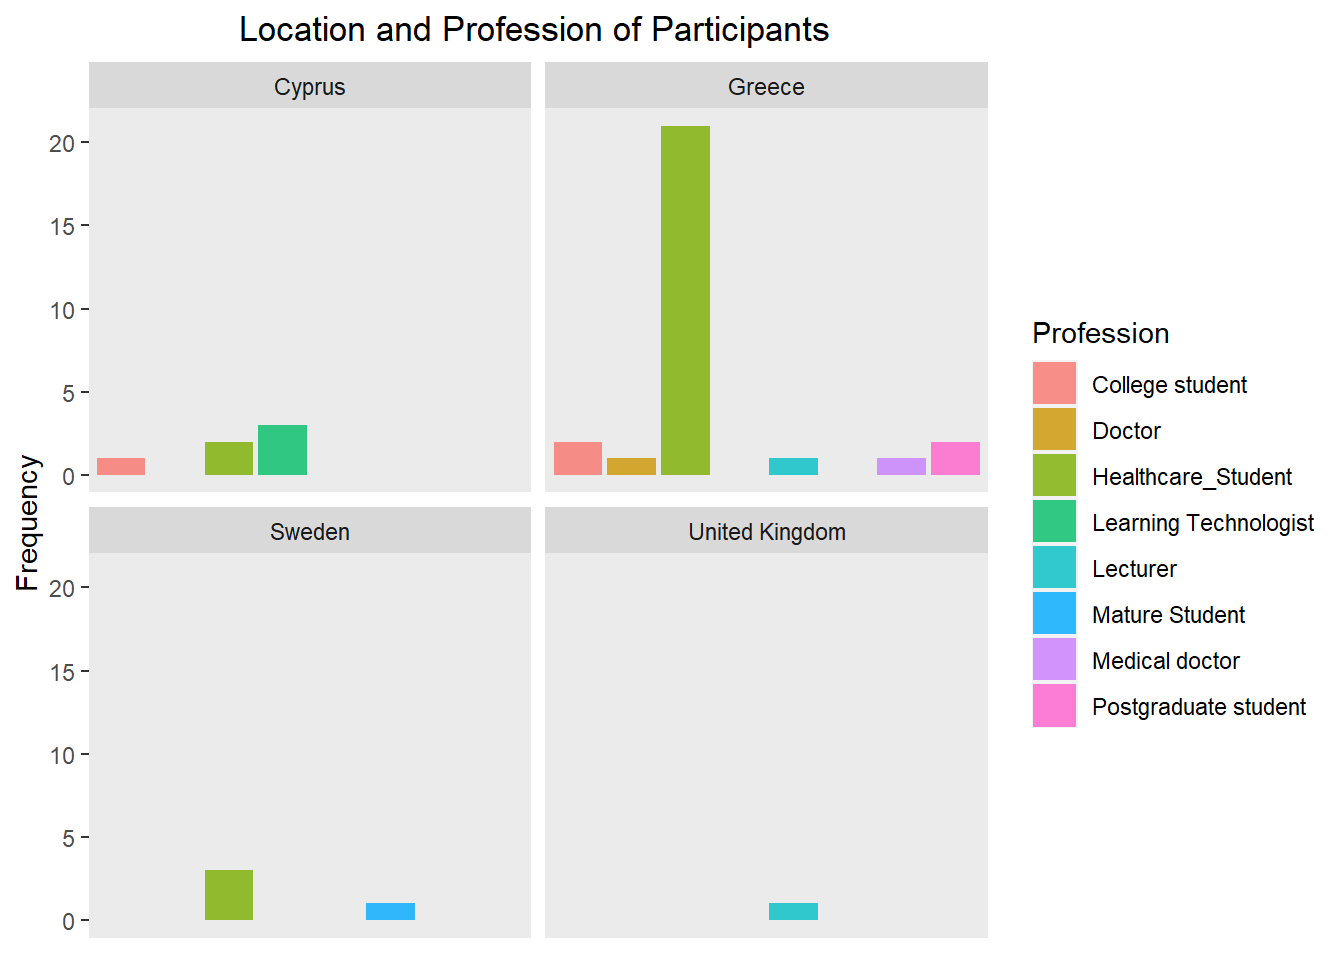 Location and Profession of Participants
Cyprus
Greece
20
15
10
5
0
Sweden
United Kingdom
20
15
10
5
0
Frequency
Profession
College student
Doctor
Healthcare_Student
Learning Technologist
Lecturer
Mature Student
Medical doctor
Postgraduate student